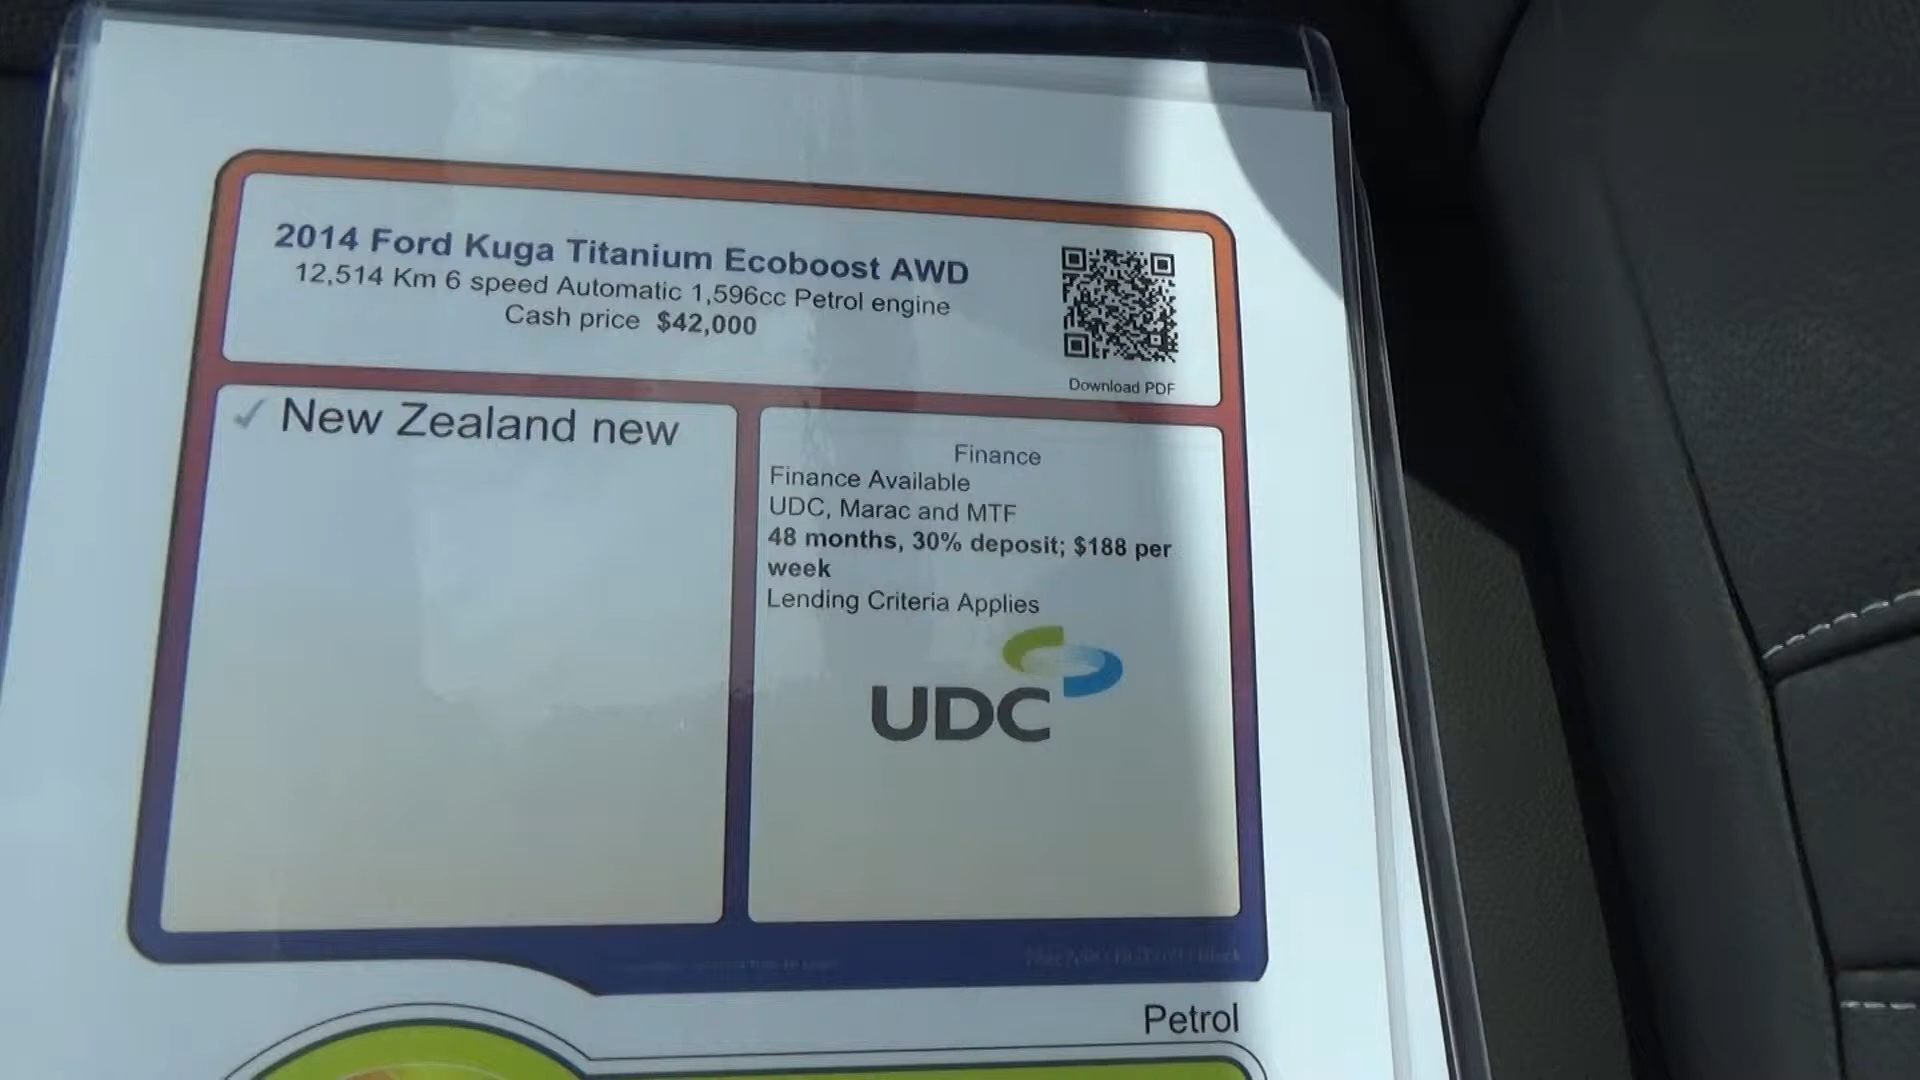 2014 Ford Kuga Titanium Ecoboost AWD
12,514 Km 6 speed Automatic 1,596cc Petrol engine
Cash price $42,000
Download PDF
✓ New Zealand new
Finance
Finance Available
UDC, Marac and MTF
48 months, 30% deposit; $188 per
week
Lending Criteria Applies
UDC
Petrol